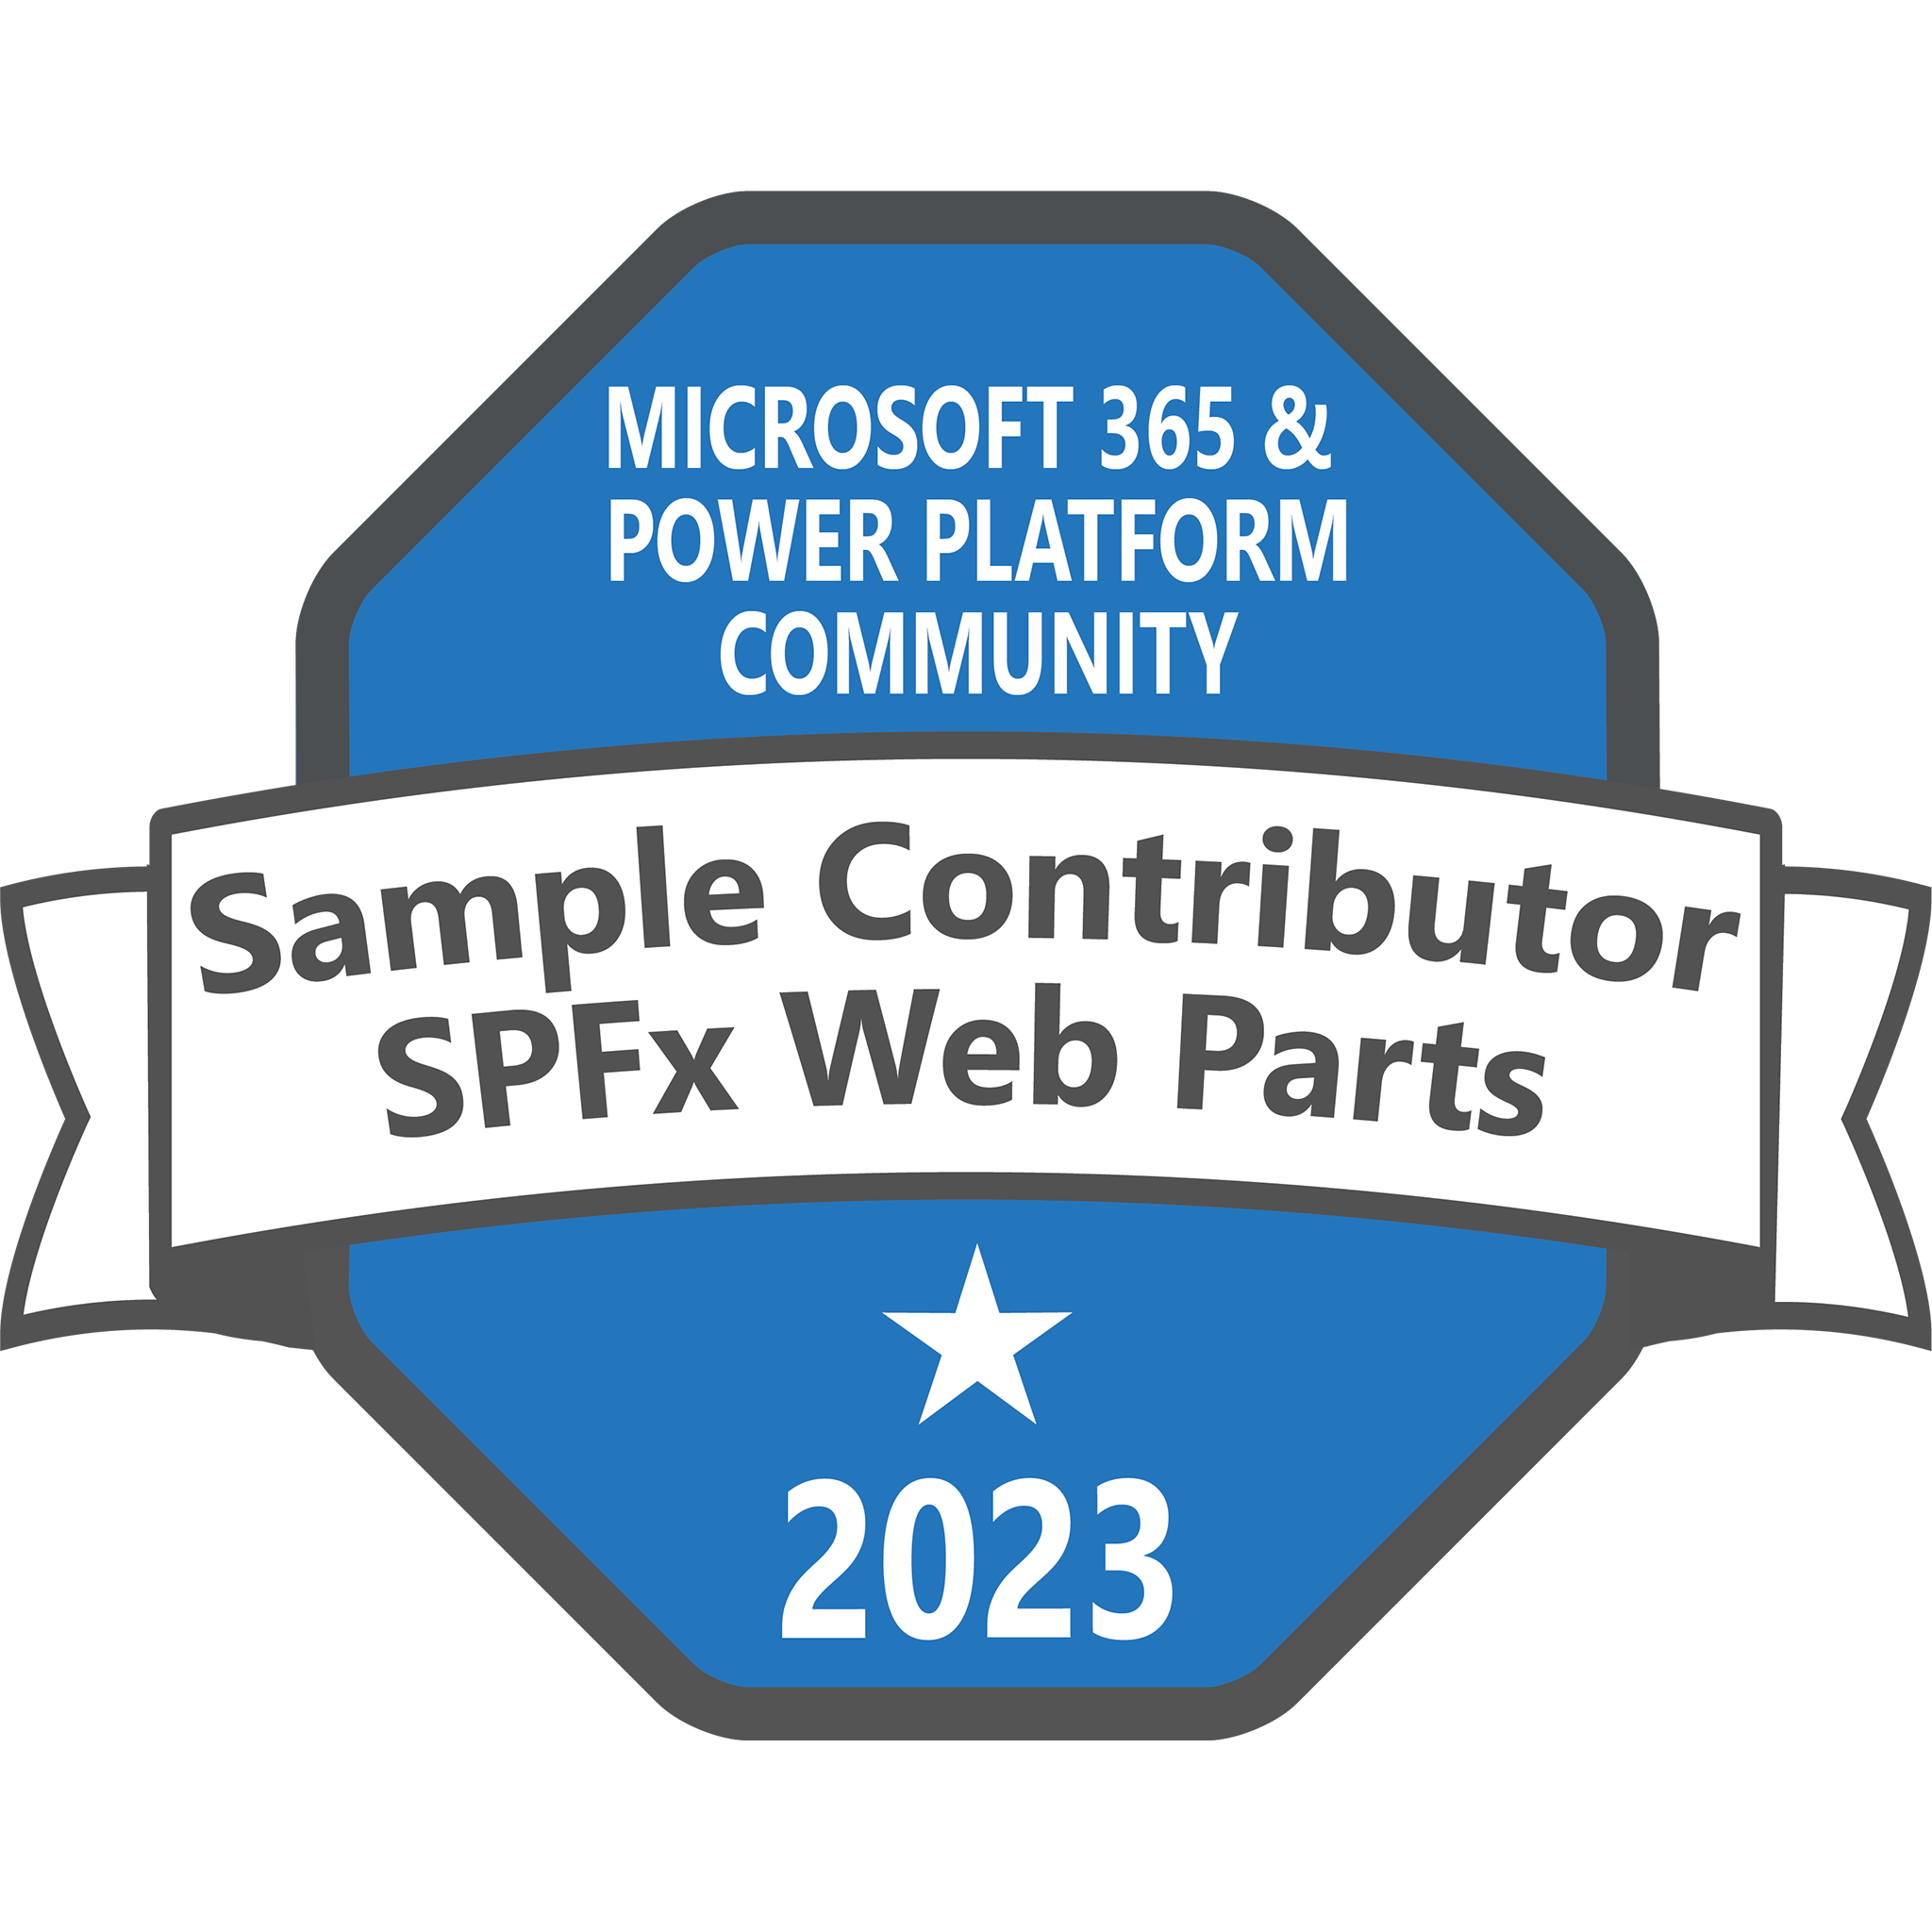 MICROSOFT 365 &
POWER PLATFORM
COMMUNITY
Sample Contributor
SPFx Web Parts
2023